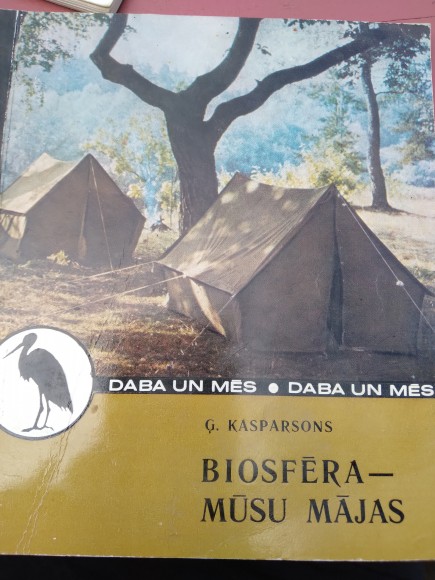 DABA UN MĒS ● DABA UN MĒS
Ģ. KASPARSONS
BIOSFĒRA—
MŪSU MĀJAS